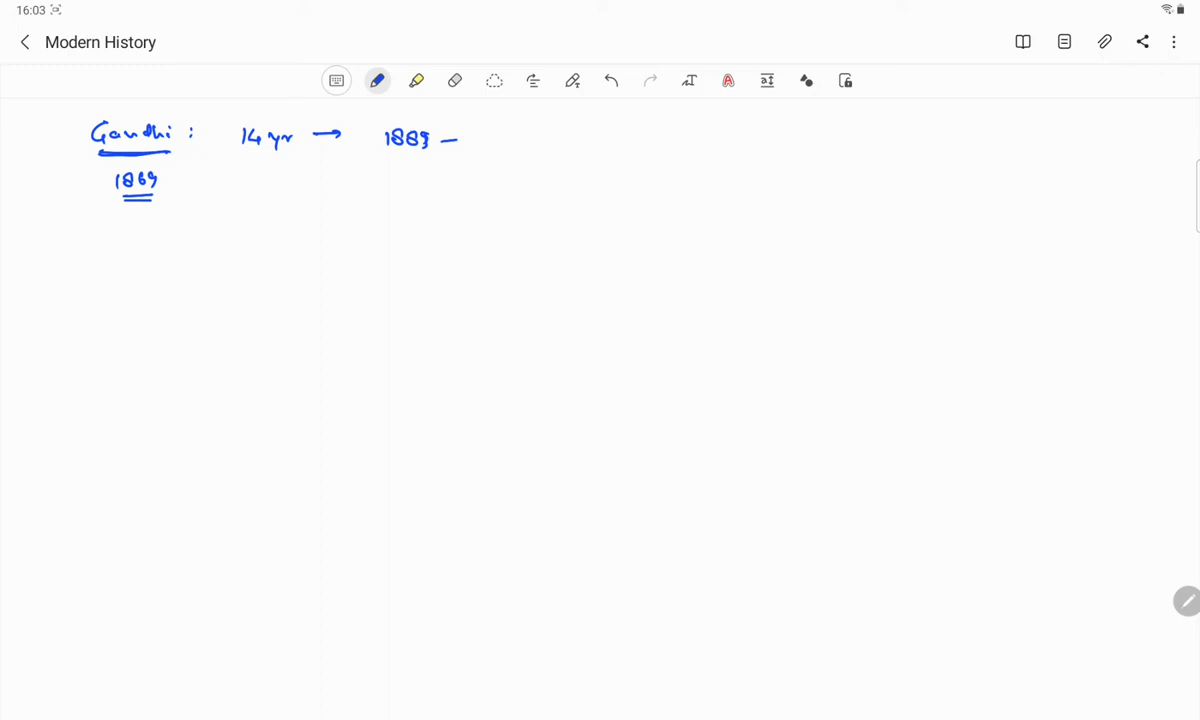 16:03
Modern History
Gandhi : 14 yr → 1883 –
1869